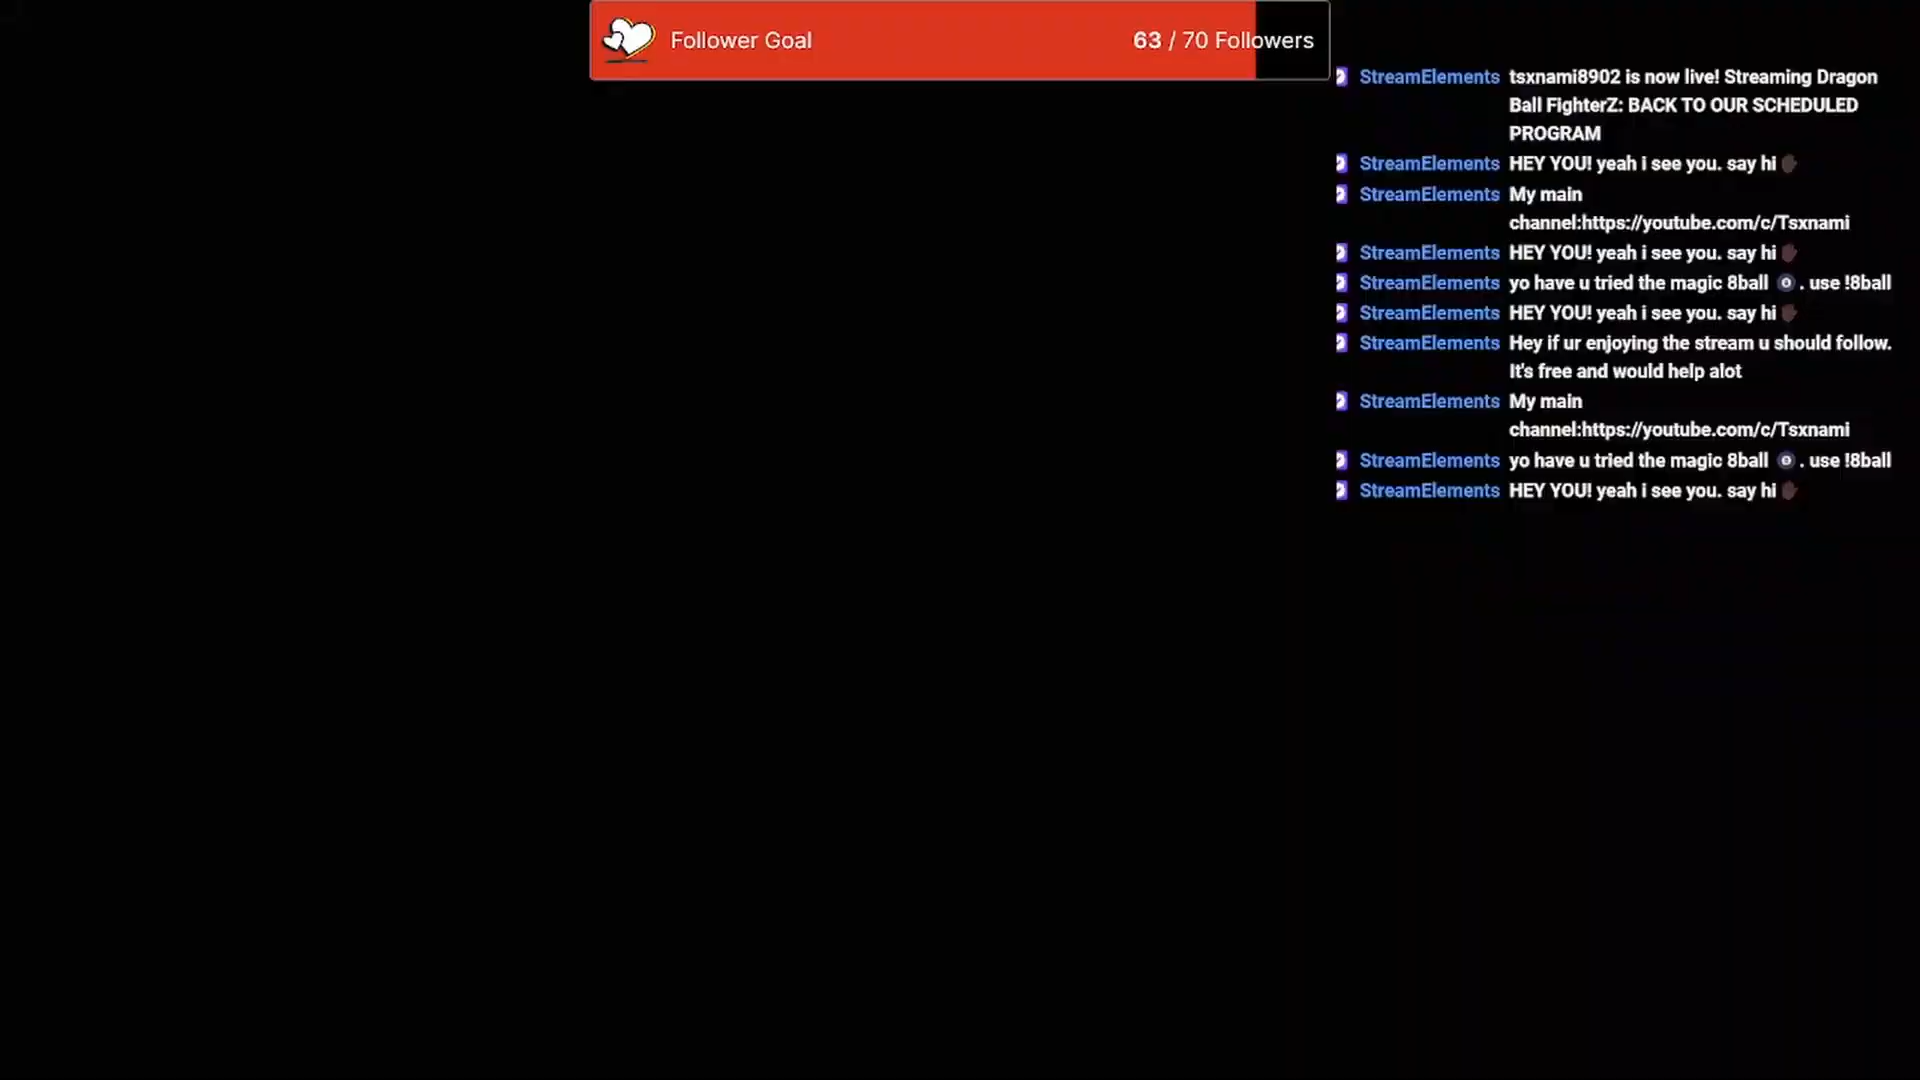 Follower Goal 63 / 70 Followers
StreamElements tsxnami8902 is now live! Streaming Dragon
Ball FighterZ: BACK TO OUR SCHEDULED
PROGRAM
StreamElements HEY YOU! yeah i see you. say hi
StreamElements My main
channel:https://youtube.com/c/Tsxnami
StreamElements HEY YOU! yeah i see you. say hi
StreamElements yo have u tried the magic 8ball . use !8ball
StreamElements HEY YOU! yeah i see you. say hi
StreamElements Hey if ur enjoying the stream u should follow.
It's free and would help alot
StreamElements My main
channel:https://youtube.com/c/Tsxnami
StreamElements yo have u tried the magic 8ball . use !8ball
StreamElements HEY YOU! yeah i see you. say hi